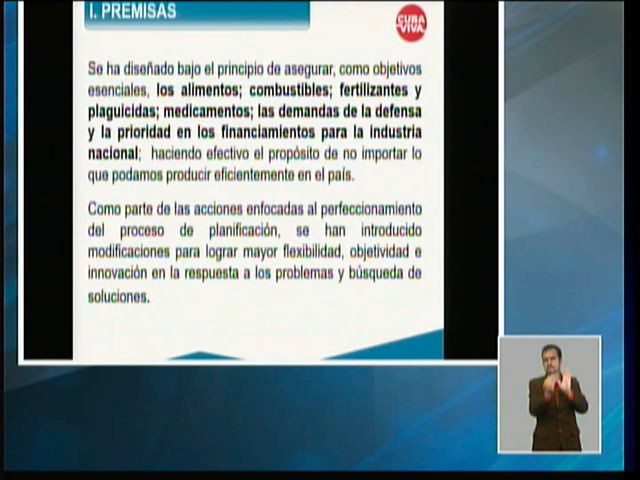 I. PREMISAS
CUBA
VIVA
Se ha diseñado bajo el principio de asegurar, como objetivos
esenciales, los alimentos; combustibles; fertilizantes y
plaguicidas; medicamentos; las demandas de la defensa
y la prioridad en los financiamientos para la industria
nacional; haciendo efectivo el propósito de no importar lo
que podamos producir eficientemente en el país.
Como parte de las acciones enfocadas al perfeccionamiento
del proceso de planificación, se han introducido
modificaciones para lograr mayor flexibilidad, objetividad e
innovación en la respuesta a los problemas y búsqueda de
soluciones.